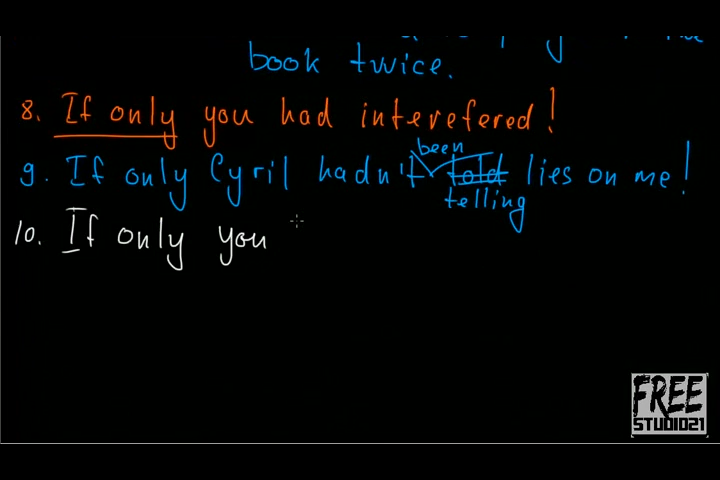 book twice.
8. If only you had interefered!
been
9. If only Cyril hadn't told lies on me!
telling
10. If only you
FREE
STUDIO21